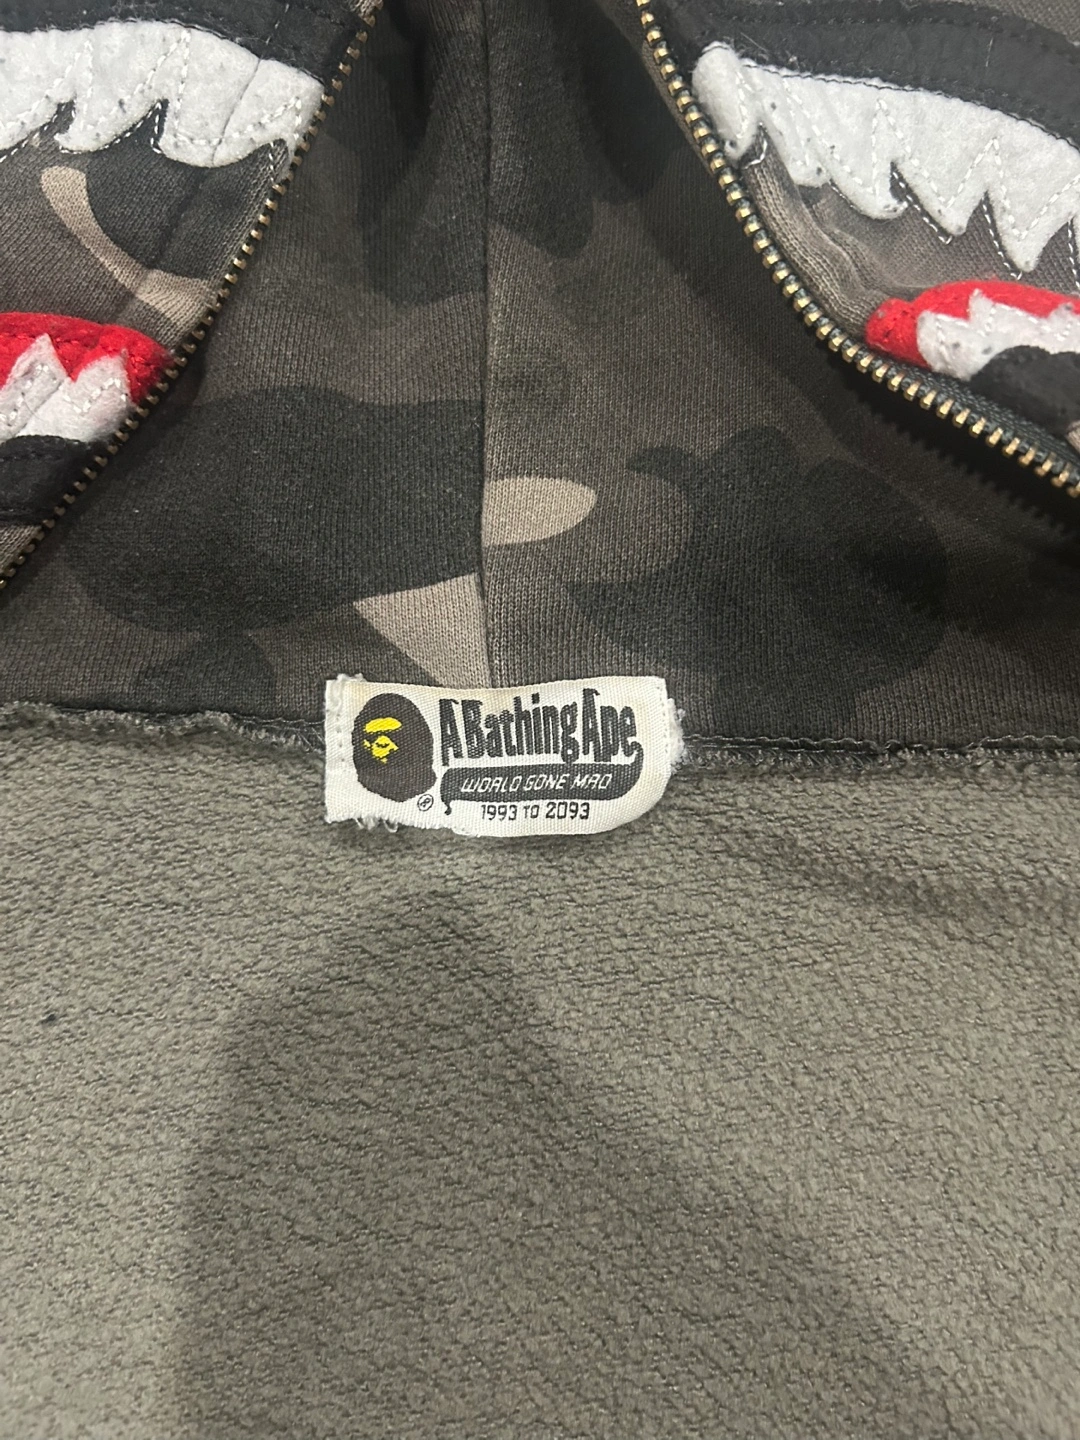 A Bathing Ape
WORLD GONE MAD
1993 TO 2093